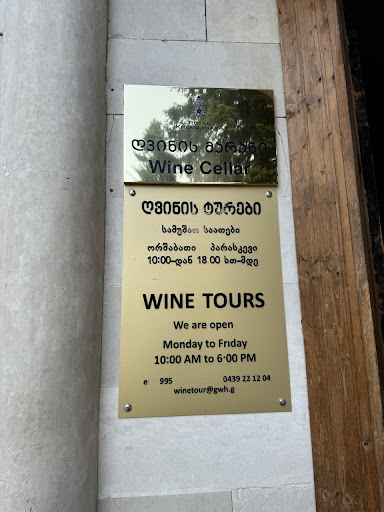 ღვინის მარანი
Wine Cellar
ღვინის ტურები
სამუშაო საათები
ორშაბათი პარასკევი
10:00-დან 18 00 სთ-მდე
WINE TOURS
We are open
Monday to Friday
10:00 AM to 6:00 PM
e 995 0439 22 12 04
winetour@gwh.g